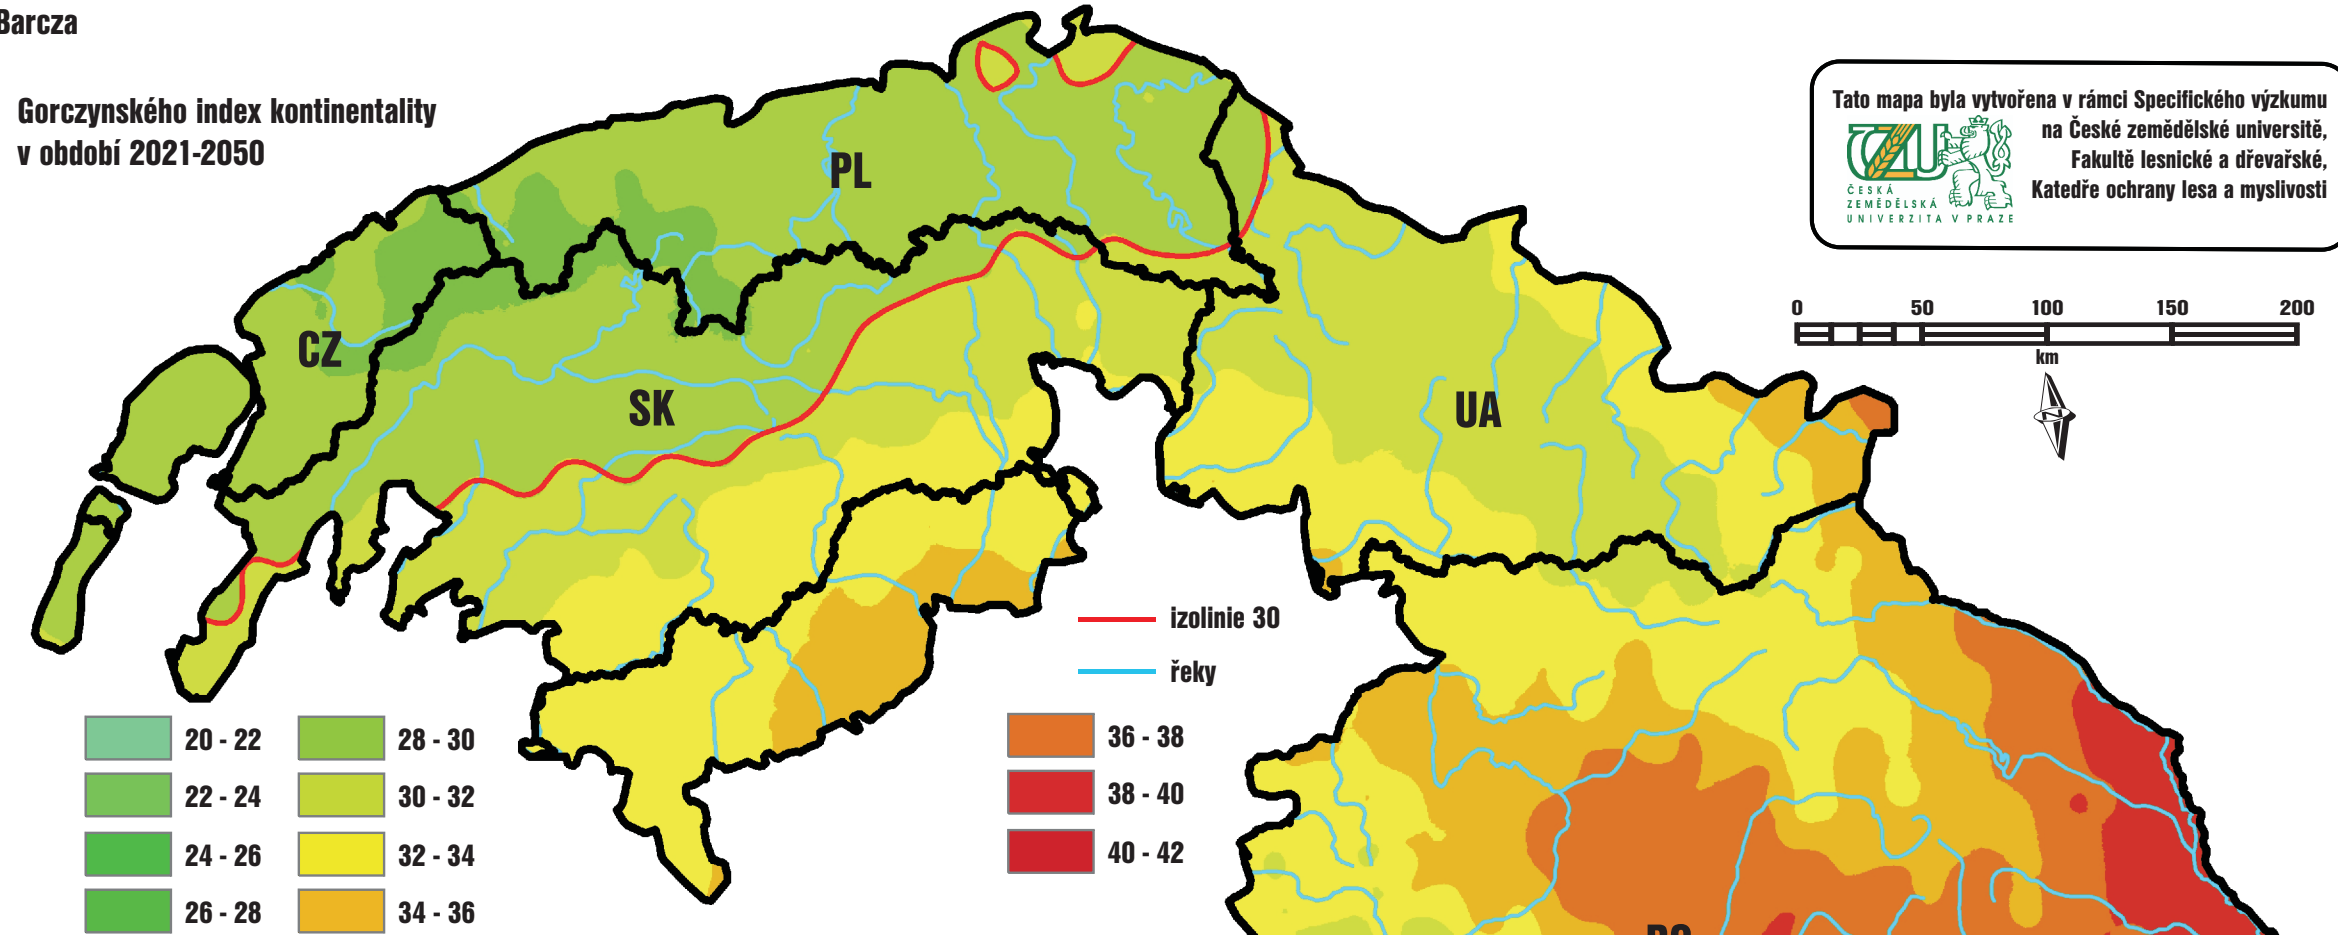 Barcza
Gorczynského index kontinentality
v období 2021-2050
Tato mapa byla vytvořena v rámci Specifického výzkumu
na České zemědělské universitě,
Fakultě lesnické a dřevařské,
Katedře ochrany lesa a myslivosti
CZU
ČESKÁ
ZEMĚDĚLSKÁ
UNIVERZITA V PRAZE
0 50 100 150 200
km
N
PL
CZ
SK
UA
izolinie 30
řeky
20 - 22
22 - 24
24 - 26
26 - 28
28 - 30
30 - 32
32 - 34
34 - 36
36 - 38
38 - 40
40 - 42